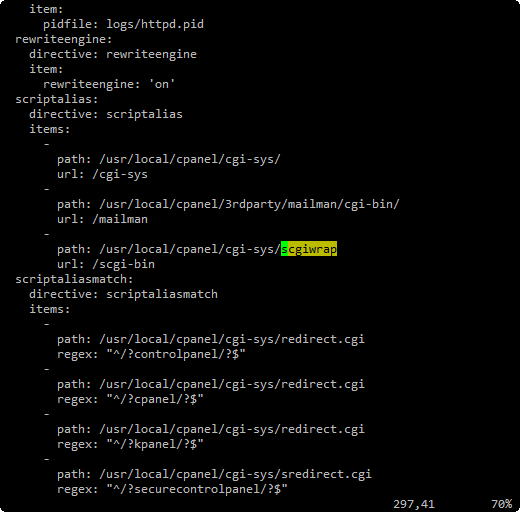 item:
pidfile: logs/httpd.pid
rewriteengine:
directive: rewriteengine
item:
rewriteengine: 'on'
scriptalias:
directive: scriptalias
items:
-
path: /usr/local/cpanel/cgi-sys/
url: /cgi-sys
-
path: /usr/local/cpanel/3rdparty/mailman/cgi-bin/
url: /mailman
-
path: /usr/local/cpanel/cgi-sys/scgiwrap
url: /scgi-bin
scriptaliasmatch:
directive: scriptaliasmatch
items:
-
path: /usr/local/cpanel/cgi-sys/redirect.cgi
regex: "^/?controlpanel/?$"
-
path: /usr/local/cpanel/cgi-sys/redirect.cgi
regex: "^/?cpanel/?$"
-
path: /usr/local/cpanel/cgi-sys/redirect.cgi
regex: "^/?kpanel/?$"
-
path: /usr/local/cpanel/cgi-sys/sredirect.cgi
regex: "^/?securecontrolpanel/?$"
297,41 70%